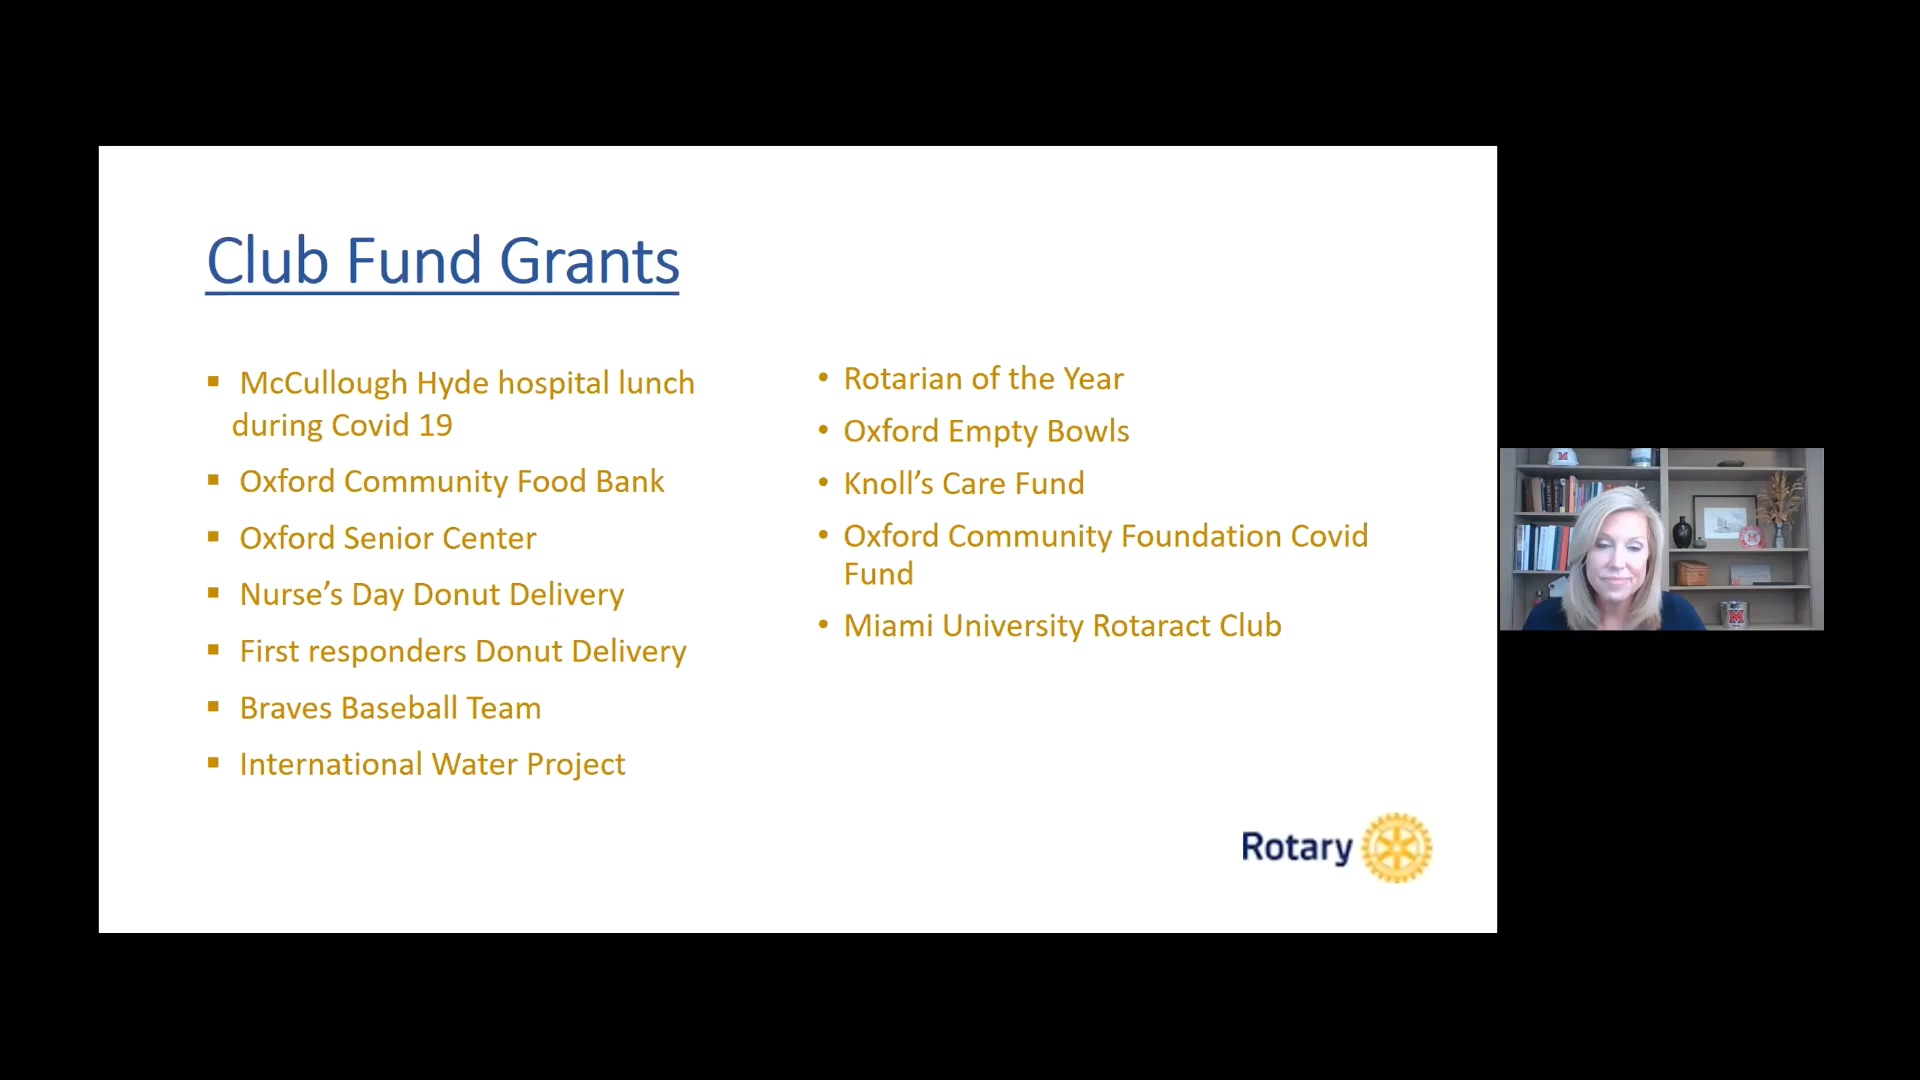 Club Fund Grants
McCullough Hyde hospital lunch
during Covid 19
Oxford Community Food Bank
Oxford Senior Center
Nurse’s Day Donut Delivery
First responders Donut Delivery
Braves Baseball Team
International Water Project
Rotarian of the Year
Oxford Empty Bowls
Knoll’s Care Fund
Oxford Community Foundation Covid
Fund
Miami University Rotaract Club
Rotary
M
M
M